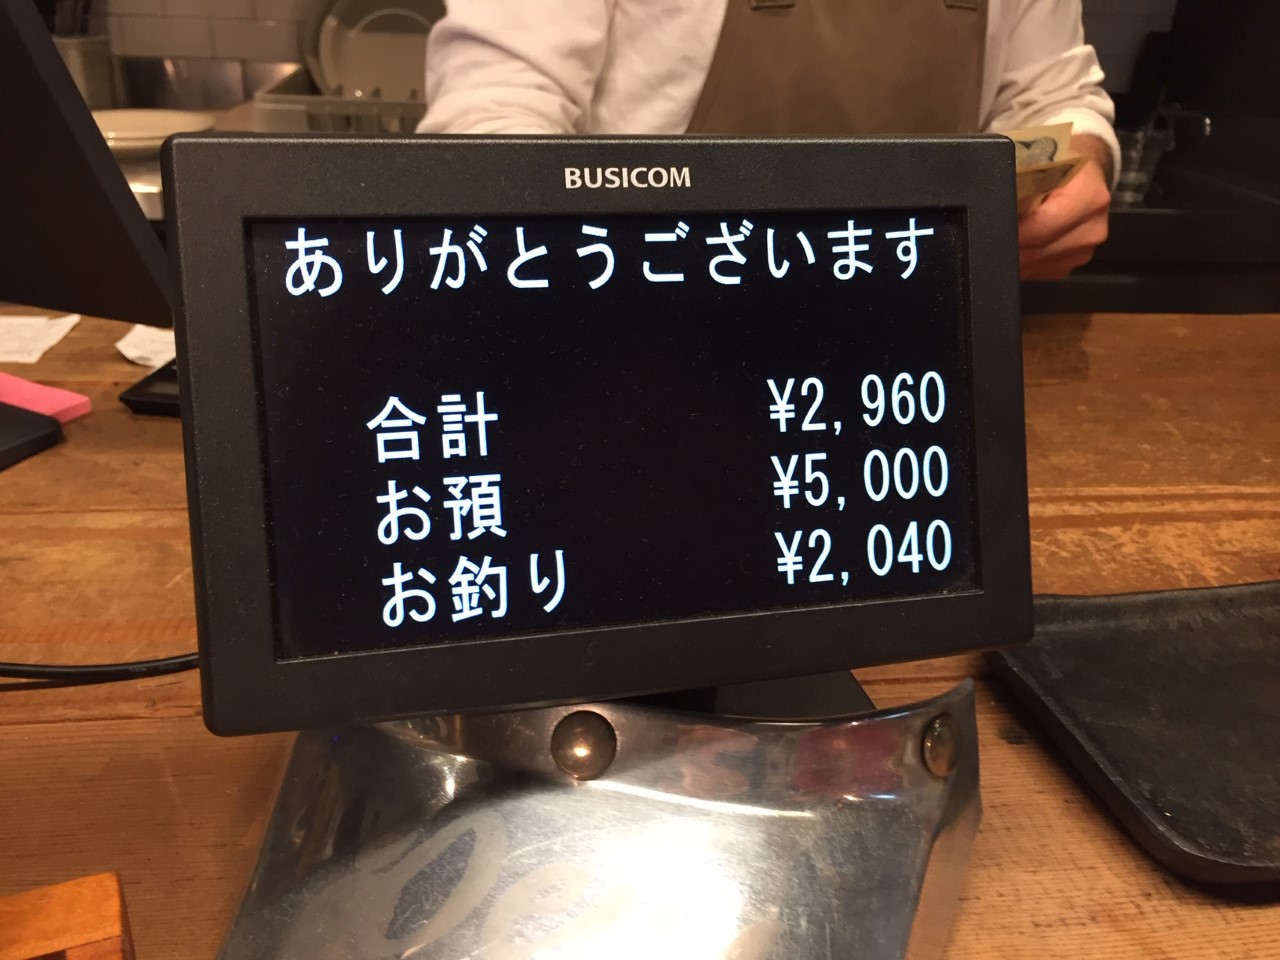 BUSICOM
ありがとうございます
合計 ¥2,960
お預 ¥5,000
お釣り ¥2,040